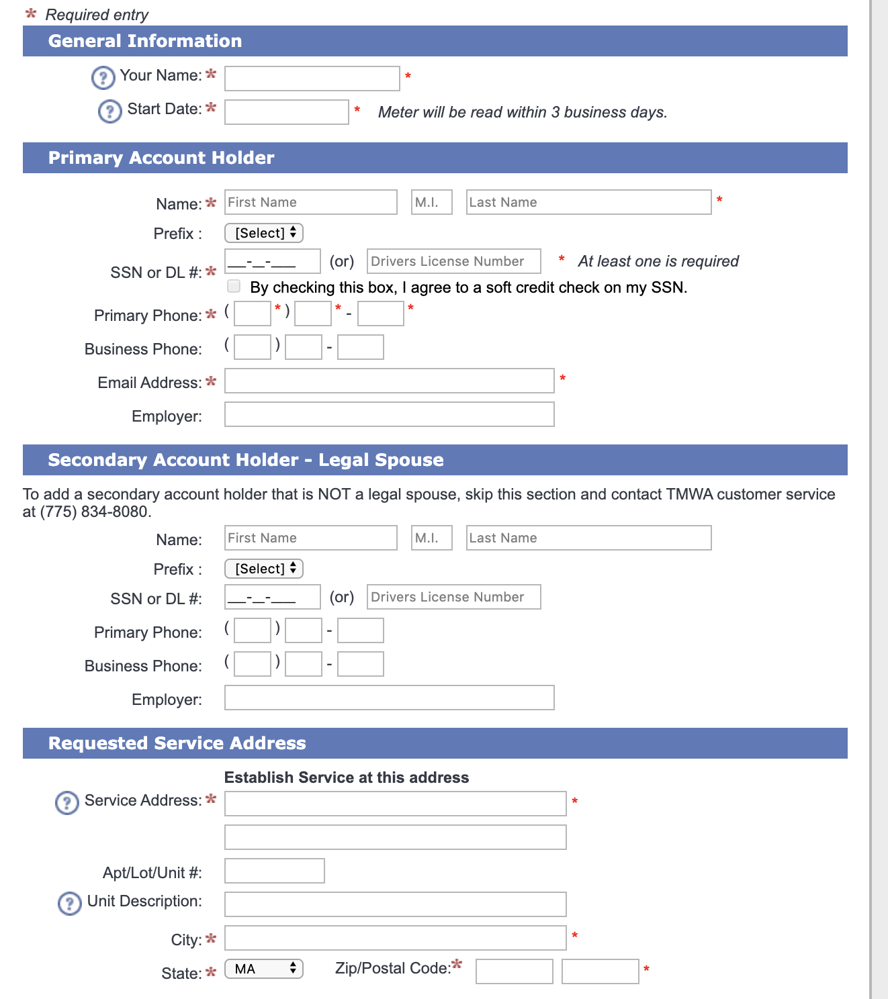 * Required entry
General Information
? Your Name: * *
? Start Date: * * Meter will be read within 3 business days.
Primary Account Holder
Name: * First Name M.I. Last Name *
Prefix : [Select]
SSN or DL #: * __-_-___ (or) Drivers License Number * At least one is required
By checking this box, I agree to a soft credit check on my SSN.
Primary Phone: * ( * ) * - *
Business Phone: ( ) -
Email Address: * *
Employer:
Secondary Account Holder - Legal Spouse
To add a secondary account holder that is NOT a legal spouse, skip this section and contact TMWA customer service
at (775) 834-8080.
Name: First Name M.I. Last Name
Prefix : [Select]
SSN or DL #: __-_-___ (or) Drivers License Number
Primary Phone: ( ) -
Business Phone: ( ) -
Employer:
Requested Service Address
Establish Service at this address
? Service Address: * *
Apt/Lot/Unit #:
? Unit Description:
City: * *
State: * MA Zip/Postal Code:* *